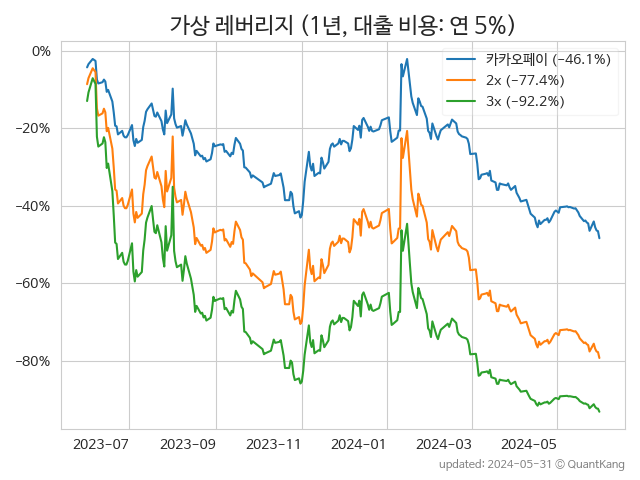 가상 레버리지 (1년, 대출 비용: 연 5%)
카카오페이 (−46.1%)
2x (−77.4%)
3x (−92.2%)
0%
−20%
−40%
−60%
−80%
2023−07
2023−09
2023−11
2024−01
2024−03
2024−05
updated: 2024-05-31 © QuantKang